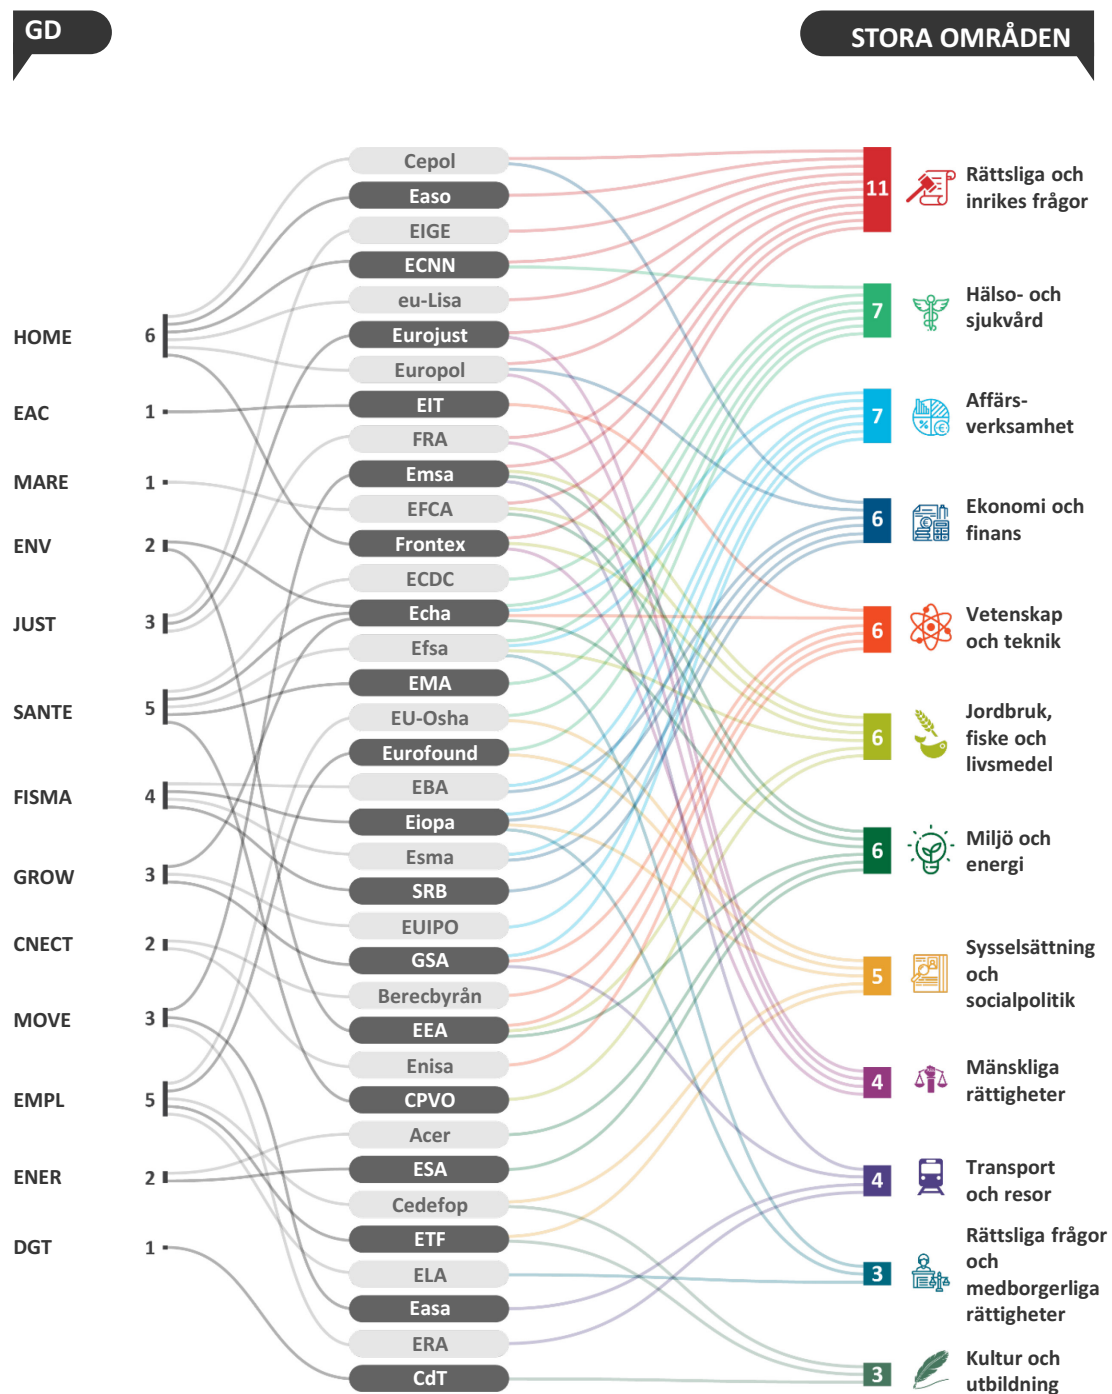 GD
STORA OMRÅDEN
HOME 6
EAC 1
MARE 1
ENV 2
JUST 3
SANTE 5
FISMA 4
GROW 3
CNECT 2
MOVE 3
EMPL 5
ENER 2
DGT 1
Cepol
Easo
EIGE
ECNN
eu-Lisa
Eurojust
Europol
EIT
FRA
Emsa
EFCA
Frontex
ECDC
Echa
Efsa
EMA
EU-Osha
Eurofound
EBA
Eiopa
Esma
SRB
EUIPO
GSA
Berecbyrån
EEA
Enisa
CPVO
Acer
ESA
Cedefop
ETF
ELA
Easa
ERA
CdT
11
Rättsliga och
inrikes frågor
7
Hälso- och
sjukvård
7
Affärs-
verksamhet
6
Ekonomi och
finans
6
Vetenskap
och teknik
6
Jordbruk,
fiske och
livsmedel
6
Miljö och
energi
5
Sysselsättning
och
socialpolitik
4
Mänskliga
rättigheter
4
Transport
och resor
3
Rättsliga frågor
och
medborgerliga
rättigheter
3
Kultur och
utbildning